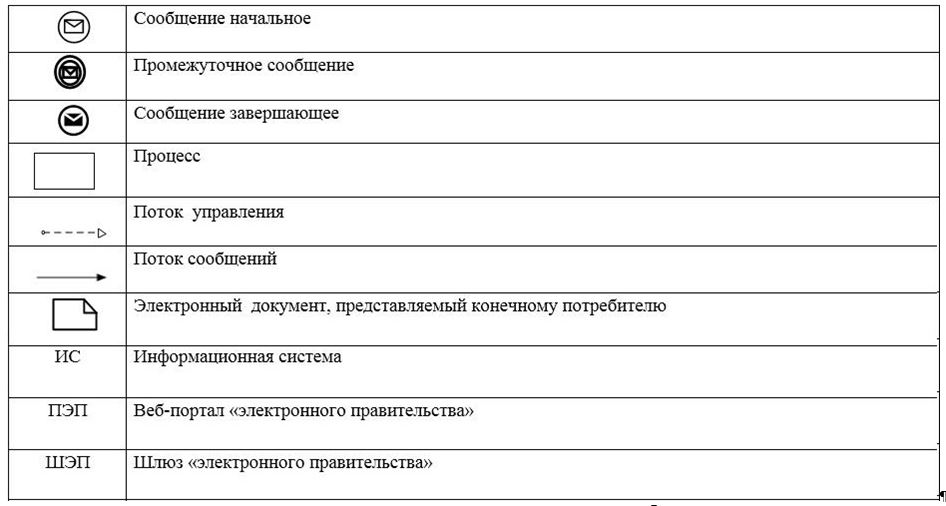 Сообщение начальное
Промежуточное сообщение
Сообщение завершающее
Процесс
Поток управления
Поток сообщений
Электронный документ, представляемый конечному потребителю
ИС Информационная система
ПЭП Веб-портал «электронного правительства»
ШЭП Шлюз «электронного правительства»